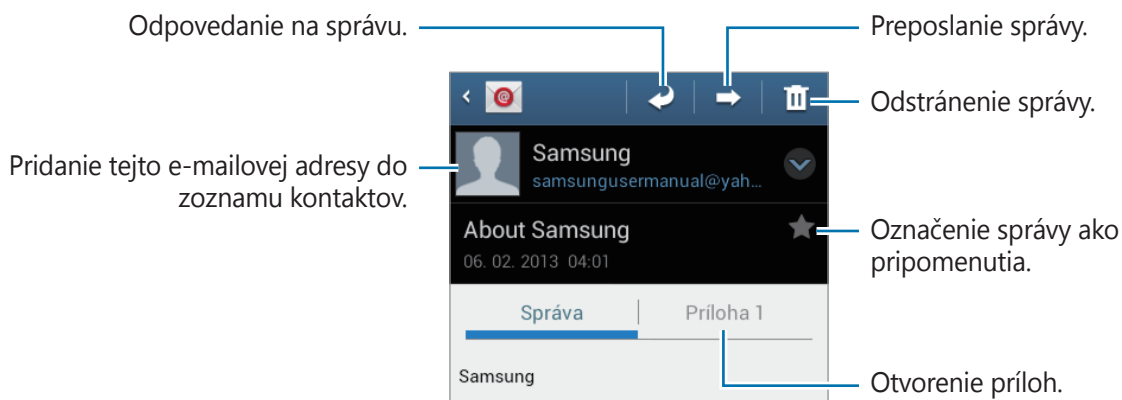 Odpovedanie na správu.
Preposlanie správy.
Odstránenie správy.
Pridanie tejto e-mailovej adresy do
zoznamu kontaktov.
Samsung
samsungusermanual@yah...
About Samsung
06. 02. 2013 04:01
Označenie správy ako
pripomenutia.
Správa
Príloha 1
Samsung
Otvorenie príloh.